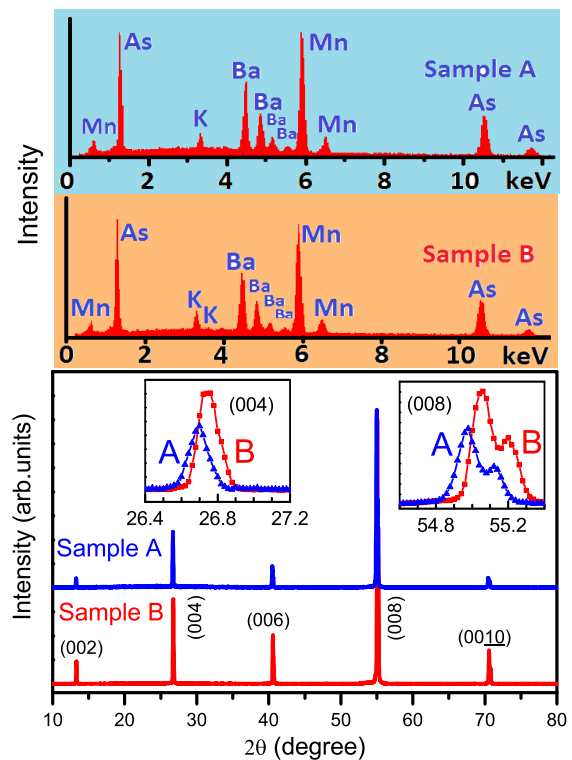 As
Mn
Ba
Sample A
Ba
As
Mn
K
Ba
Ba
Mn
As
0
2
4
6
8
10
keV
Intensity
As
Mn
Ba
Sample B
Mn
K
K
Ba
Ba
Ba
Mn
As
As
0
2
4
6
8
10
keV
(004)
A
B
26.4
26.8
27.2
(008)
A
B
54.8
55.2
Intensity (arb.units)
Sample A
Sample B
(002)
(004)
(006)
(008)
(0010)
10
20
30
40
50
60
70
80
2θ (degree)